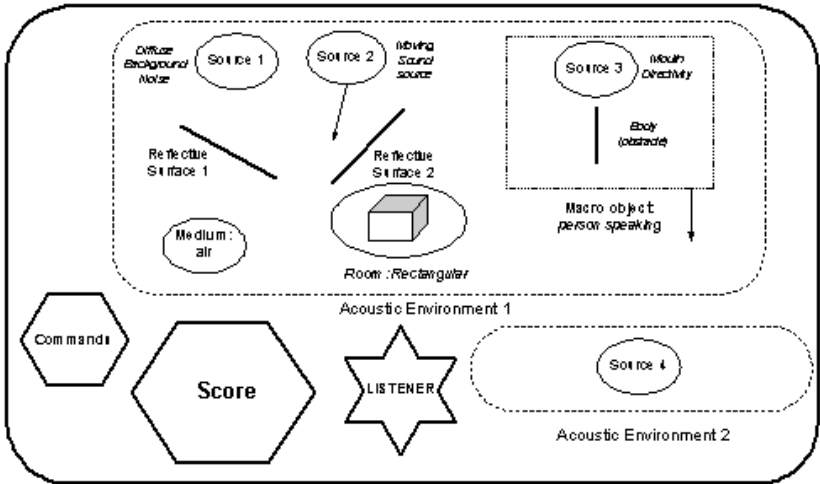 Diffuse
Background
Noise
Source 1
Source 2
Moving
Sound
source
Source 3
Mouth
Directivity
Body
(obstacle)
Reflective
Surface 1
Reflective
Surface 2
Macro object:
person speaking
Medium:
air
Room : Rectangular
Acoustic Environment 1
Commands
Score
LISTENER
Source 4
Acoustic Environment 2